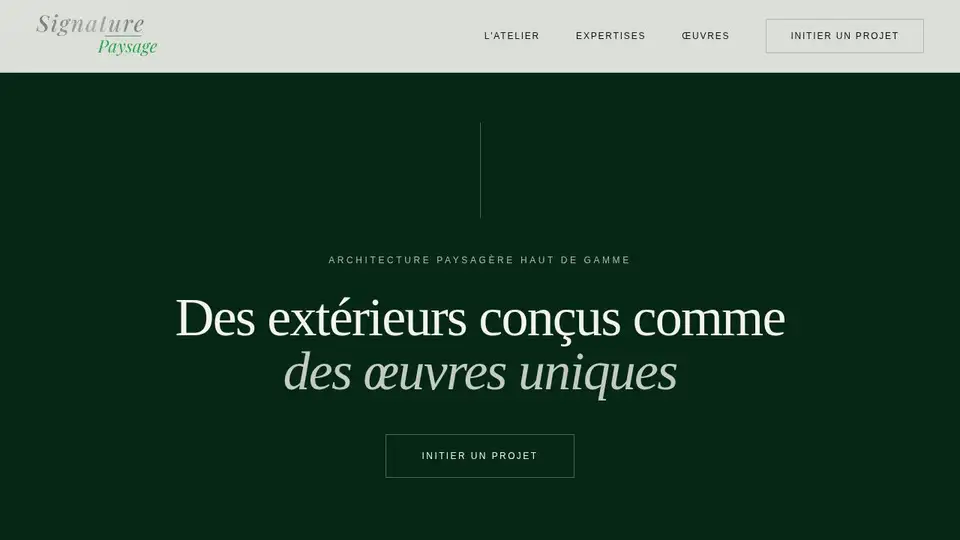 Signature
Paysage
L'ATELIER
EXPERTISES
ŒUVRES
INITIER UN PROJET
ARCHITECTURE PAYSAGÈRE HAUT DE GAMME
Des extérieurs conçus comme
des œuvres uniques
INITIER UN PROJET